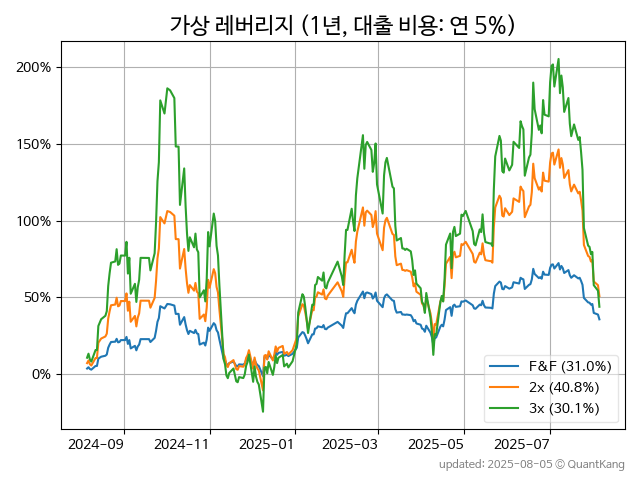 가상 레버리지 (1년, 대출 비용: 연 5%)
200%
150%
100%
50%
0%
F&F (31.0%)
2x (40.8%)
3x (30.1%)
2024-09 2024-11 2025-01 2025-03 2025-05 2025-07
updated: 2025-08-05 © QuantKang